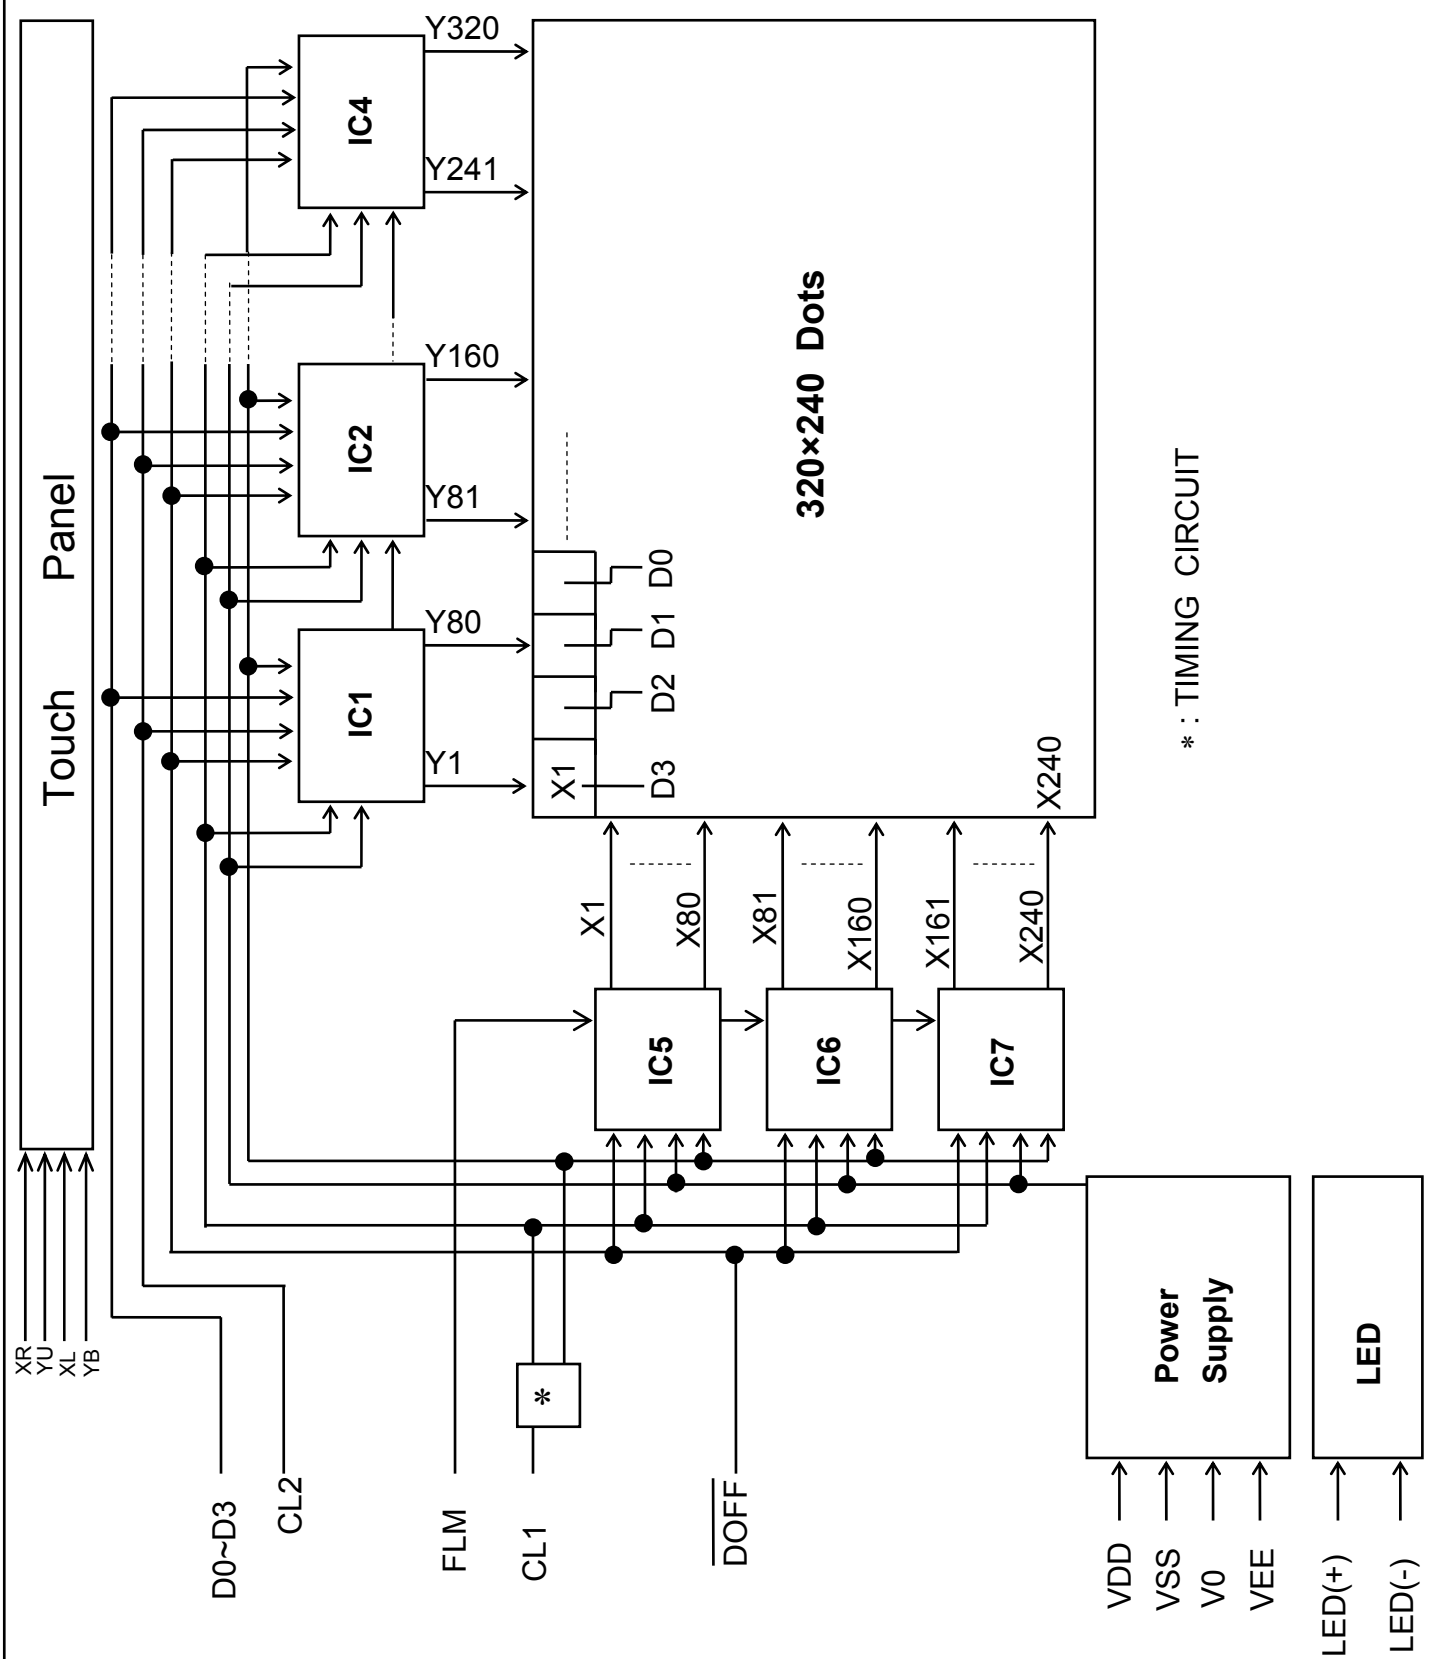 Touch Panel
XR
YU
XL
YB
D0~D3
CL2
FLM
CL1
DOFF
VDD
VSS
V0
VEE
LED(+)
LED(-)
*
Power
Supply
LED
IC1
IC2
IC4
Y1
Y80
Y81
Y160
Y241
Y320
IC5
IC6
IC7
X1
X80
X81
X160
X161
X240
X1
D3
D2
D1
D0
320×240 Dots
X240
* : TIMING CIRCUIT